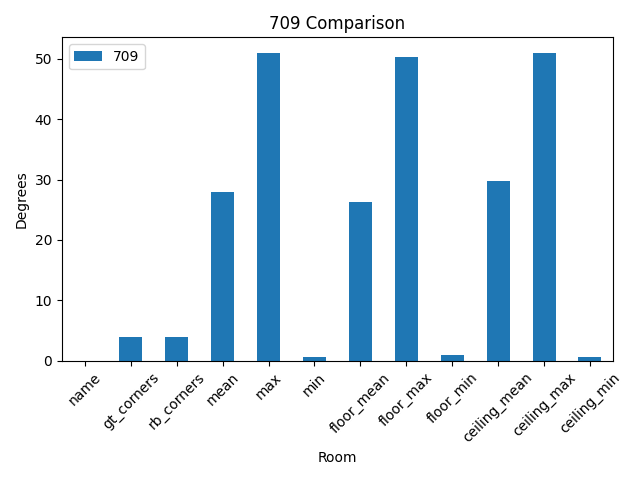 709 Comparison
709
Degrees
50
40
30
20
10
0
name
gt_corners
rb_corners
mean
max
min
floor_mean
floor_max
floor_min
ceiling_mean
ceiling_max
ceiling_min
Room